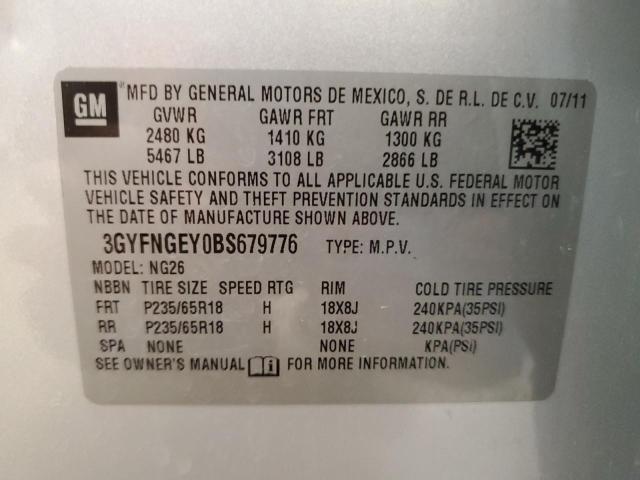 GM ® MFD BY GENERAL MOTORS DE MEXICO, S. DE R.L. DE C.V. 07/11
GVWR GAWR FRT GAWR RR
2480 KG 1410 KG 1300 KG
5467 LB 3108 LB 2866 LB
THIS VEHICLE CONFORMS TO ALL APPLICABLE U.S. FEDERAL MOTOR
VEHICLE SAFETY AND THEFT PREVENTION STANDARDS IN EFFECT ON
THE DATE OF MANUFACTURE SHOWN ABOVE.
3GYFNGEY0BS679776 TYPE: M.P.V.
MODEL: NG26
NBBN TIRE SIZE SPEED RTG RIM COLD TIRE PRESSURE
FRT P235/65R18 H 18X8J 240KPA(35PSI)
RR P235/65R18 H 18X8J 240KPA(35PSI)
SPA NONE NONE KPA(PSI)
SEE OWNER'S MANUAL i FOR MORE INFORMATION.